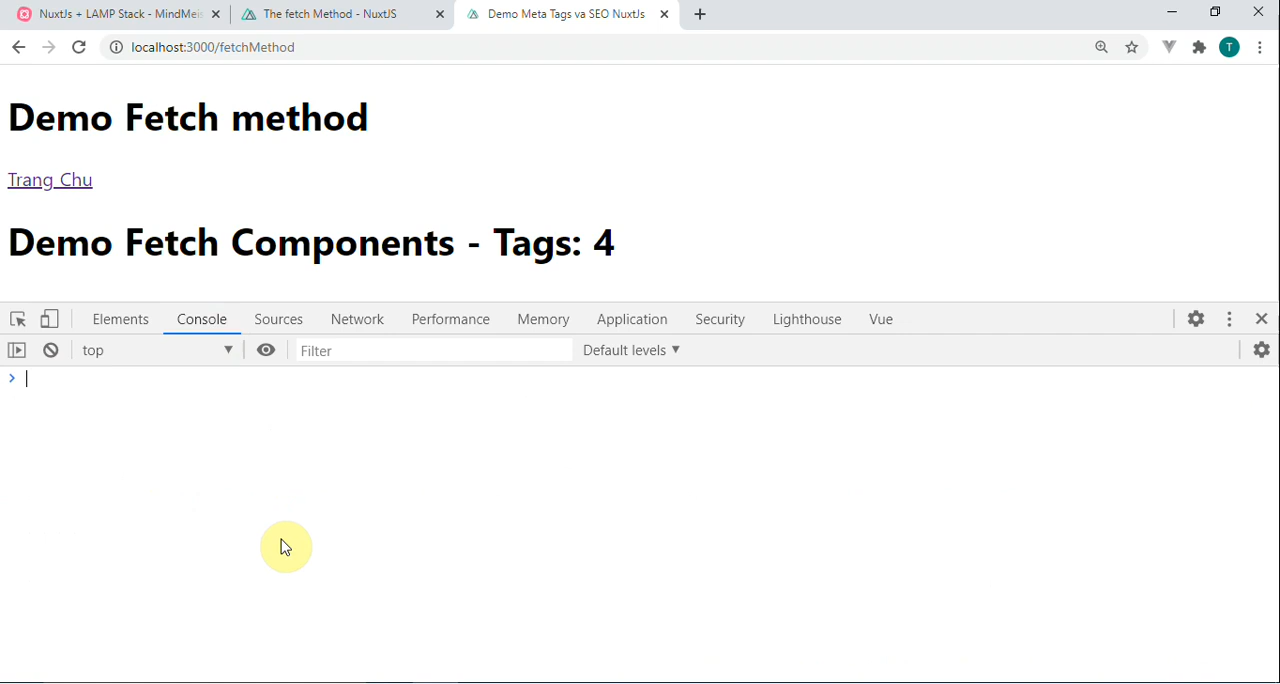 NuxtJs + LAMP Stack - MindMeis
The fetch Method - NuxtJS
Demo Meta Tags va SEO NuxtJs
localhost:3000/fetchMethod
T
Demo Fetch method
Trang Chu
Demo Fetch Components - Tags: 4
Elements Console Sources Network Performance Memory Application Security Lighthouse Vue
top Filter Default levels